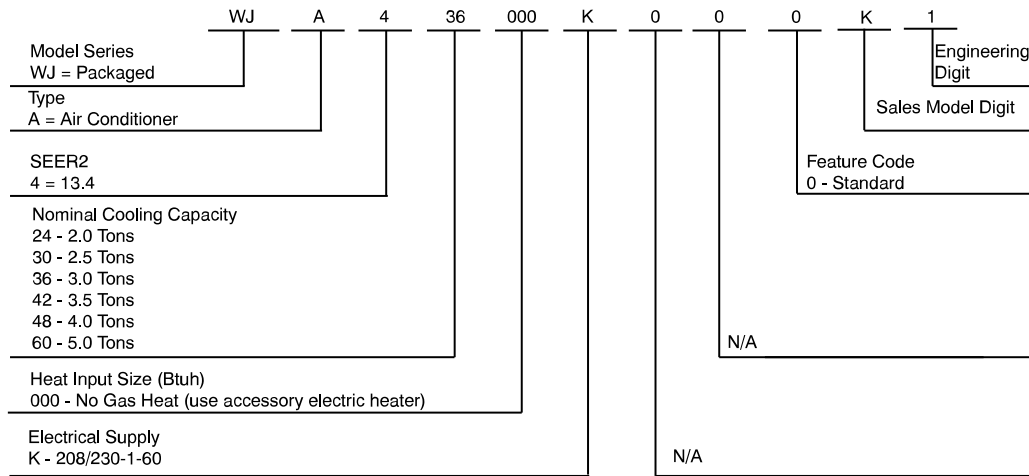 WJ A 4 36 000 K 0 0 0 K 1
Model Series
WJ = Packaged
Engineering
Digit
Type
A = Air Conditioner
Sales Model Digit
SEER2
4 = 13.4
Feature Code
0 - Standard
Nominal Cooling Capacity
24 - 2.0 Tons
30 - 2.5 Tons
36 - 3.0 Tons
42 - 3.5 Tons
48 - 4.0 Tons
60 - 5.0 Tons
N/A
Heat Input Size (Btuh)
000 - No Gas Heat (use accessory electric heater)
Electrical Supply
K - 208/230-1-60
N/A